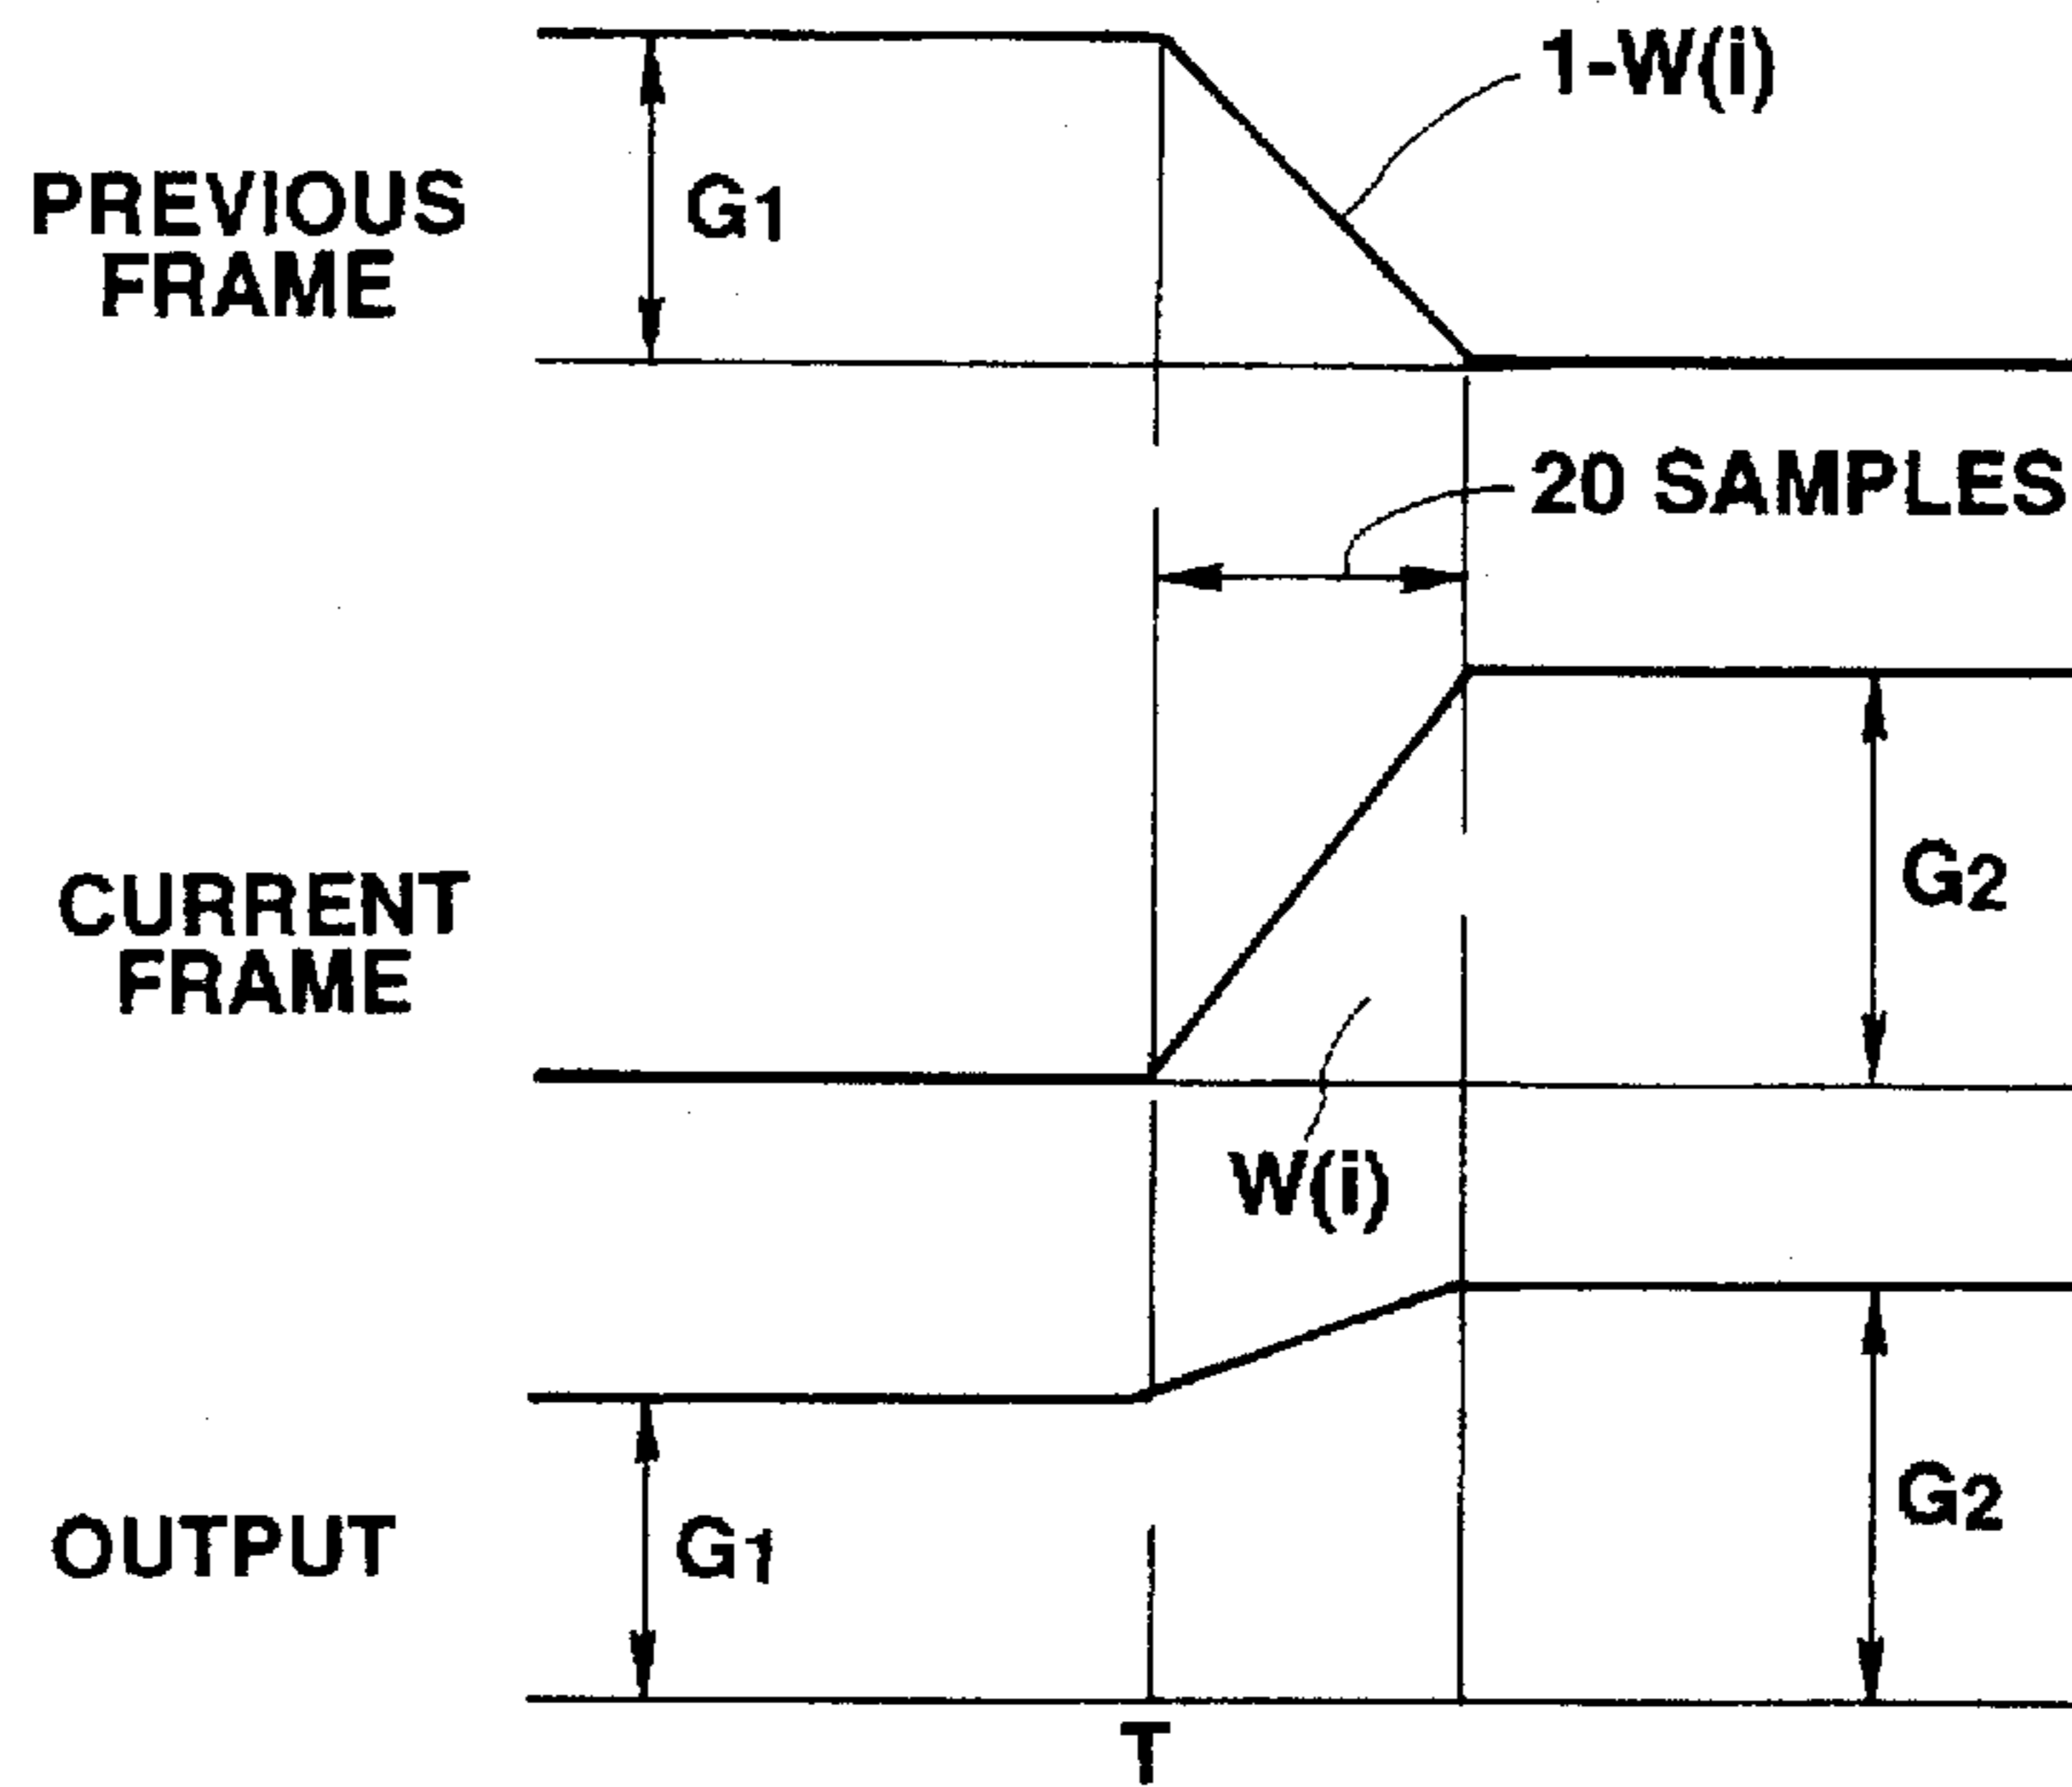 1-W(i)
PREVIOUS
FRAME
G1
20 SAMPLES
CURRENT
FRAME
G2
W(i)
OUTPUT
G1
G2
T